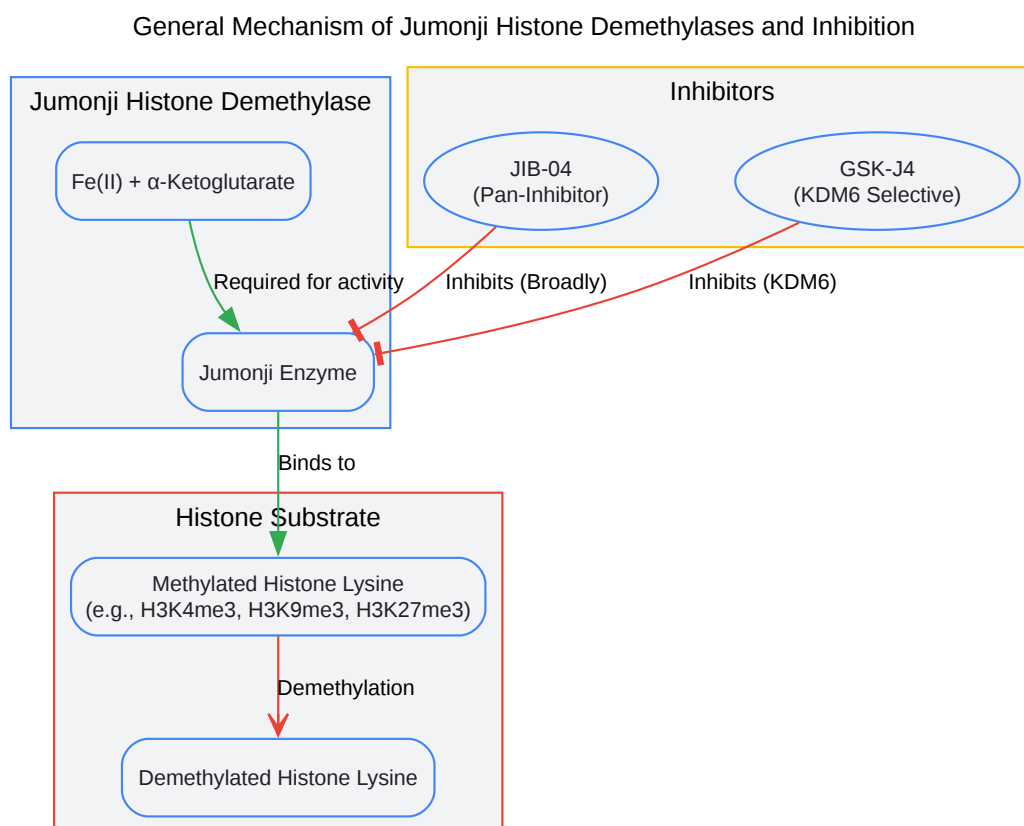 General Mechanism of Jumonji Histone Demethylases and Inhibition
Jumonji Histone Demethylase
Inhibitors
Fe(II) + α-Ketoglutarate
JIB-04
(Pan-Inhibitor)
GSK-J4
(KDM6 Selective)
Required for activity
Inhibits (Broadly)
Inhibits (KDM6)
Jumonji Enzyme
Binds to
Histone Substrate
Methylated Histone Lysine
(e.g., H3K4me3, H3K9me3, H3K27me3)
Demethylation
Demethylated Histone Lysine